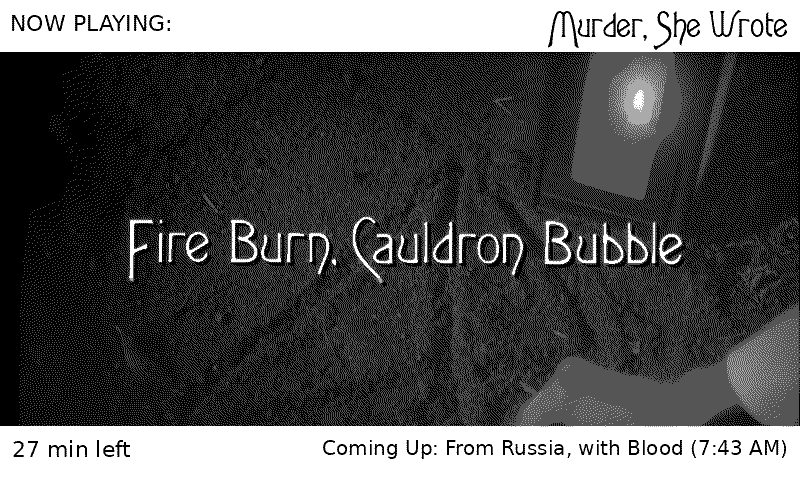 NOW PLAYING:
Murder, She Wrote
Fire Burn, Cauldron Bubble
27 min left
Coming Up: From Russia, with Blood (7:43 AM)